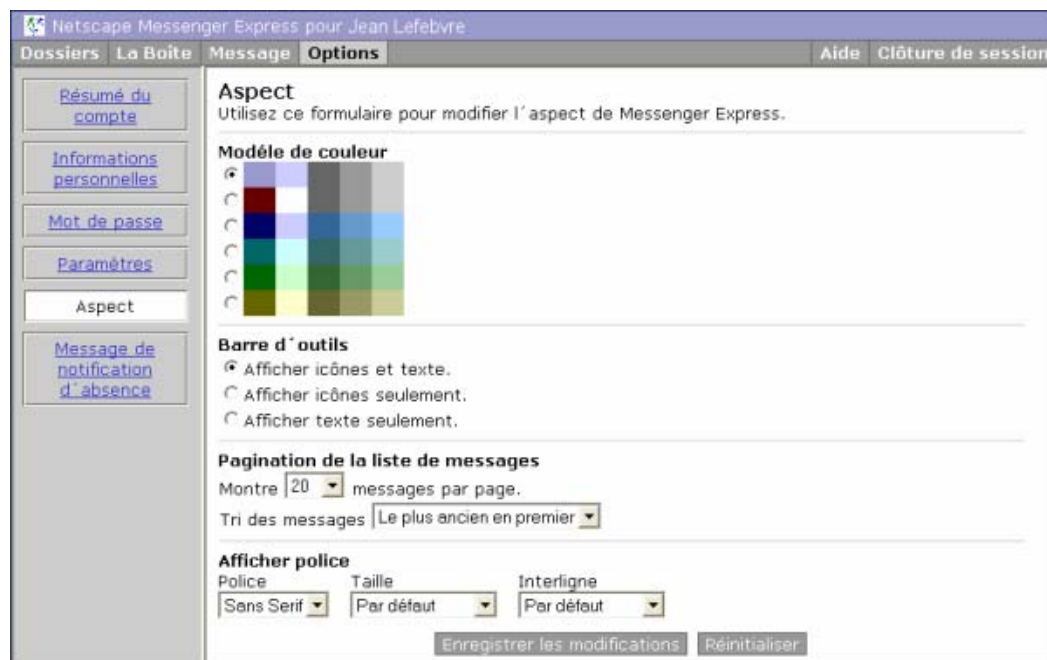 Netscape Messenger Express pour Jean Lefebvre
Dossiers La Boîte Message Options Aide Clôture de session
Résumé du
compte
Informations
personnelles
Mot de passe
Paramètres
Aspect
Message de
notification
d´absence
Aspect
Utilisez ce formulaire pour modifier l´aspect de Messenger Express.
Modéle de couleur
Barre d´outils
Afficher icônes et texte.
Afficher icônes seulement.
Afficher texte seulement.
Pagination de la liste de messages
Montre 20 messages par page.
Tri des messages Le plus ancien en premier
Afficher police
Police Taille Interligne
Sans Serif Par défaut Par défaut
Enregistrer les modifications Réinitialiser